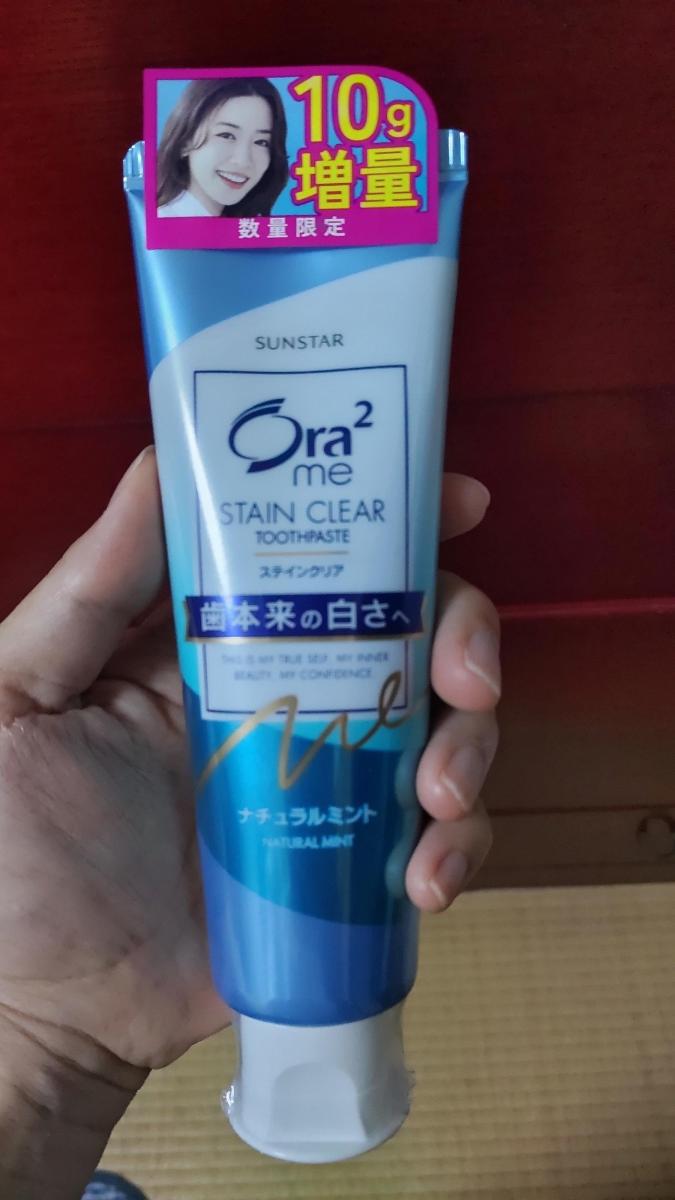 10g
増量
数量限定
SUNSTAR
Ora²
me
STAIN CLEAR
TOOTHPASTE
ステインクリア
歯本来の白さへ
THIS IS MY TRUE SELF. MY INNER
BEAUTY. MY CONFIDENCE.
me
ナチュラルミント
NATURAL MINT